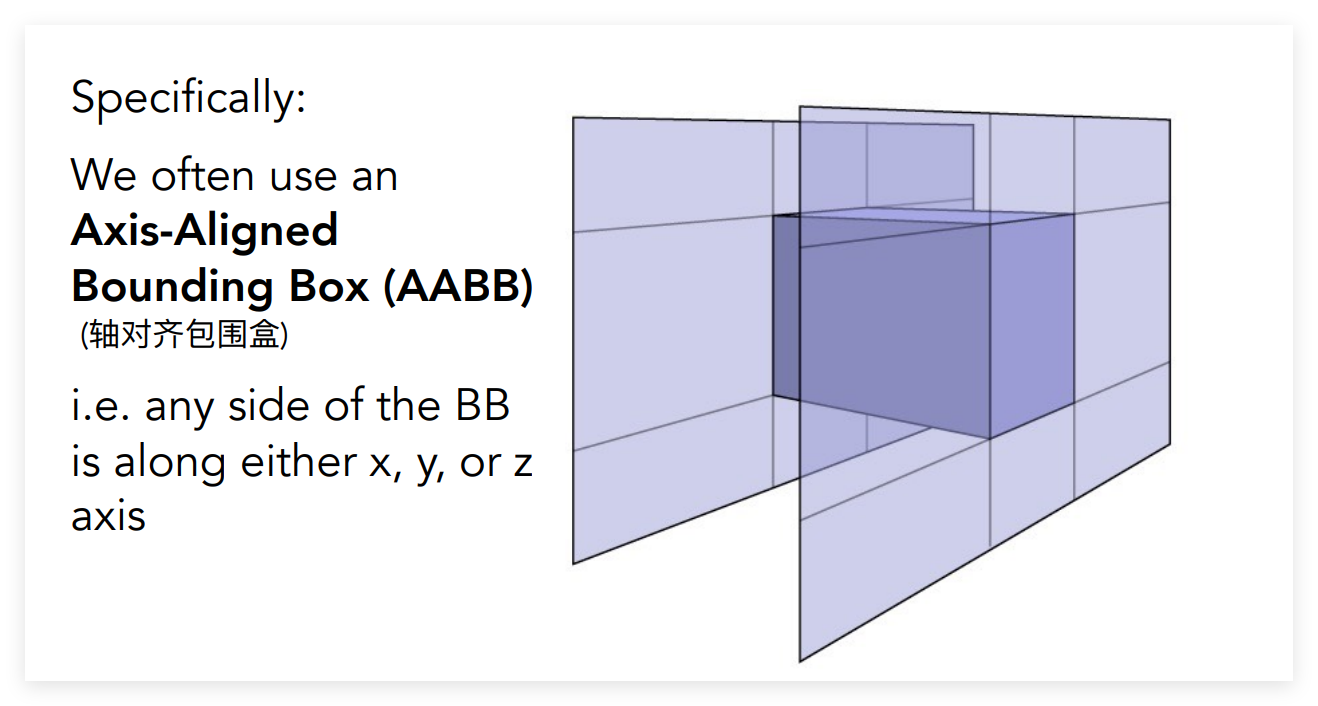 Specifically:
We often use an
Axis-Aligned
Bounding Box (AABB)
(轴对齐包围盒)
i.e. any side of the BB
is along either x, y, or z
axis